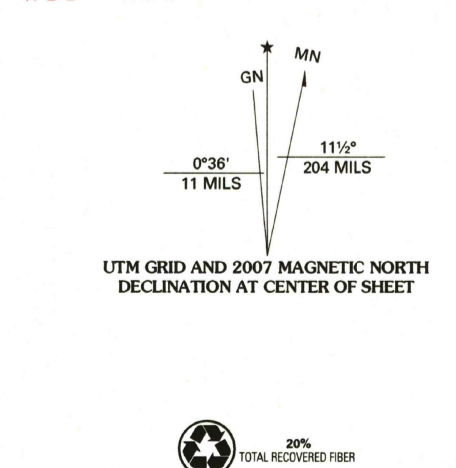 GN
MN
0°36'
11 MILS
11½°
204 MILS
UTM GRID AND 2007 MAGNETIC NORTH
DECLINATION AT CENTER OF SHEET
20%
TOTAL RECOVERED FIBER